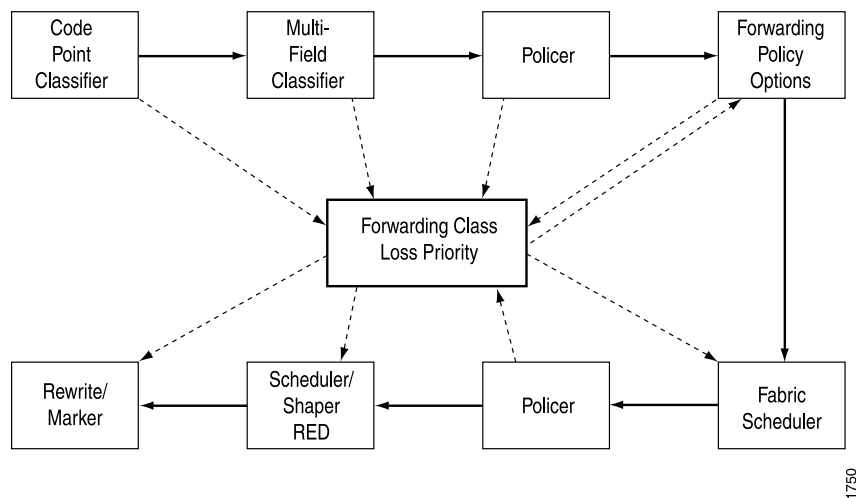 Code
Point
Classifier
Multi-
Field
Classifier
Policer
Forwarding
Policy
Options
Forwarding Class
Loss Priority
Rewrite/
Marker
Scheduler/
Shaper
RED
Policer
Fabric
Scheduler
1750